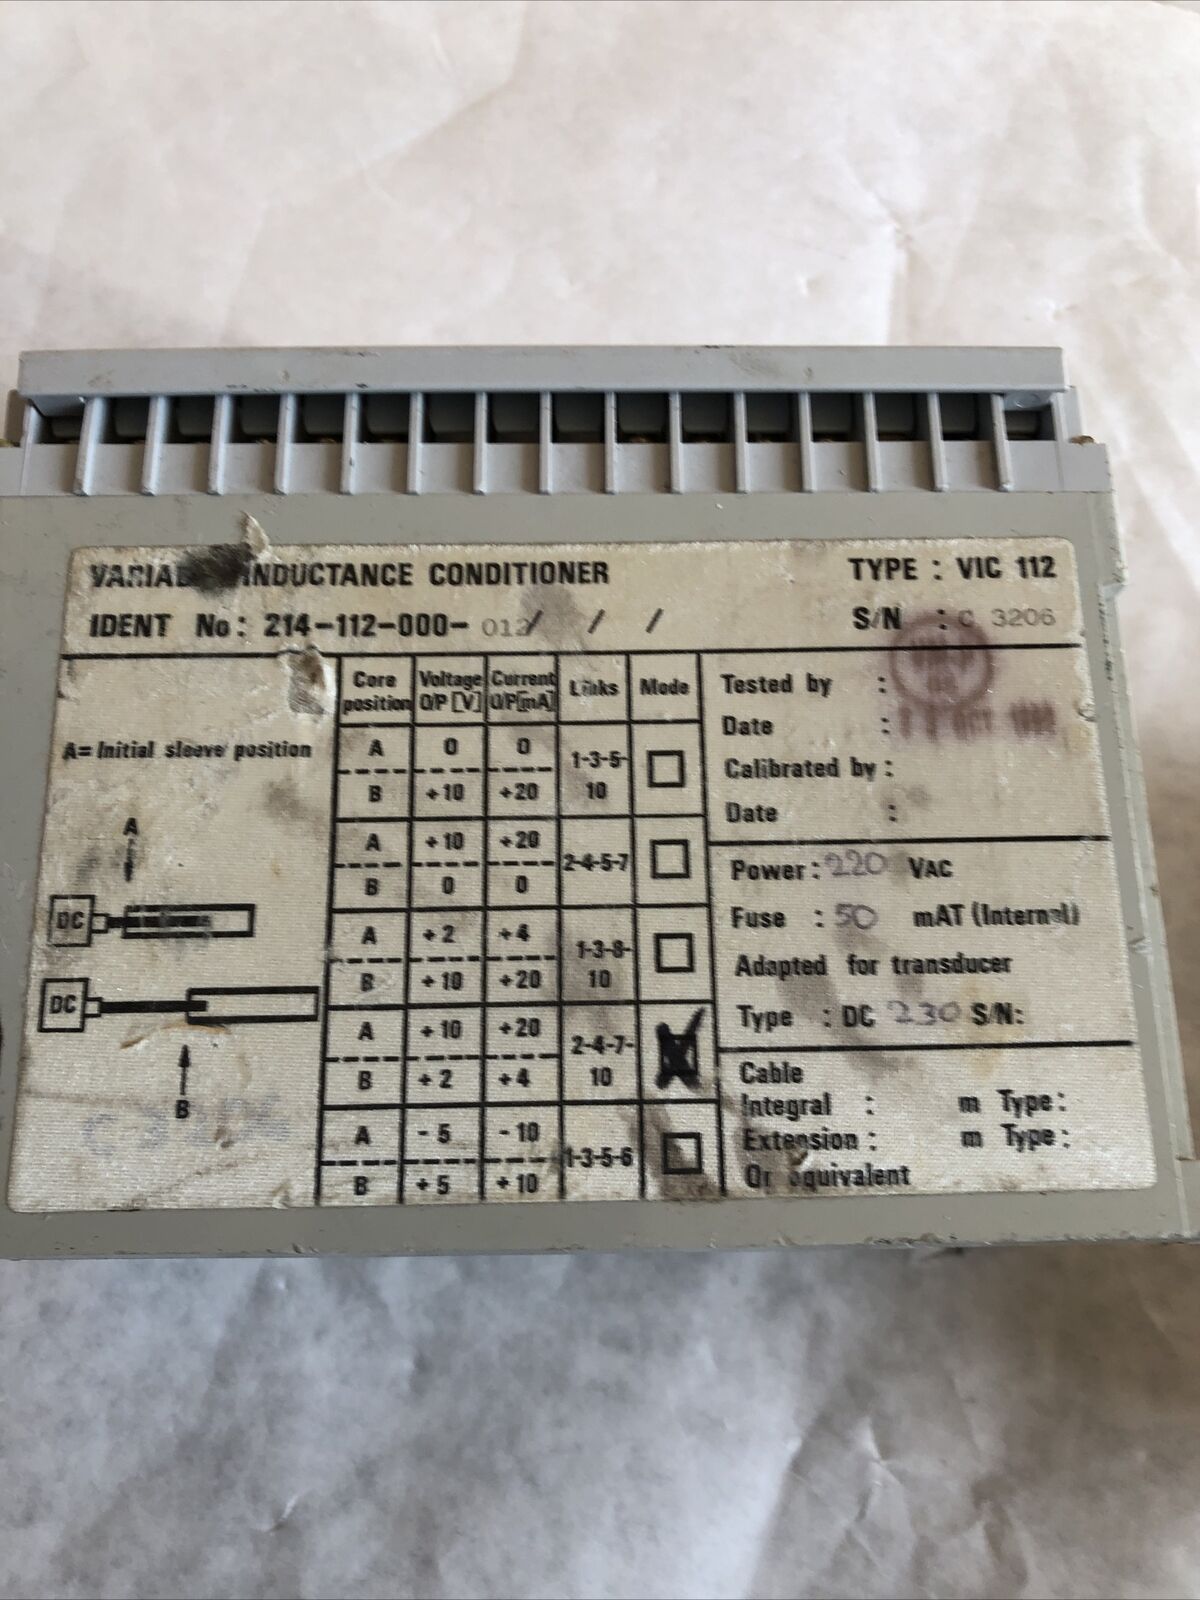 INDUCTANCE CONDITIONER TYPE : VIC 112
IDENT No: 214-112-000-012/ / / S/N : C 3206
Core position Voltage O/P [V] Current O/P[mA] Links Mode
A 0 0 1-3-5-10
B +10 +20
A +10 +20 2-4-5-7
B 0 0
A +2 +4 1-3-8-10
B +10 +20
A +10 +20 2-4-7-10
B +2 +4
A -5 -10 1-3-5-6
B +5 +10
A= Initial sleeve position
A
DC
DC
B
Tested by :
Date : OCT
Calibrated by :
Date :
Power : 220 VAC
Fuse : 50 mAT (Internal)
Adapted for transducer
Type : DC 230 S/N:
Cable
Integral : m Type:
Extension : m Type:
Or equivalent